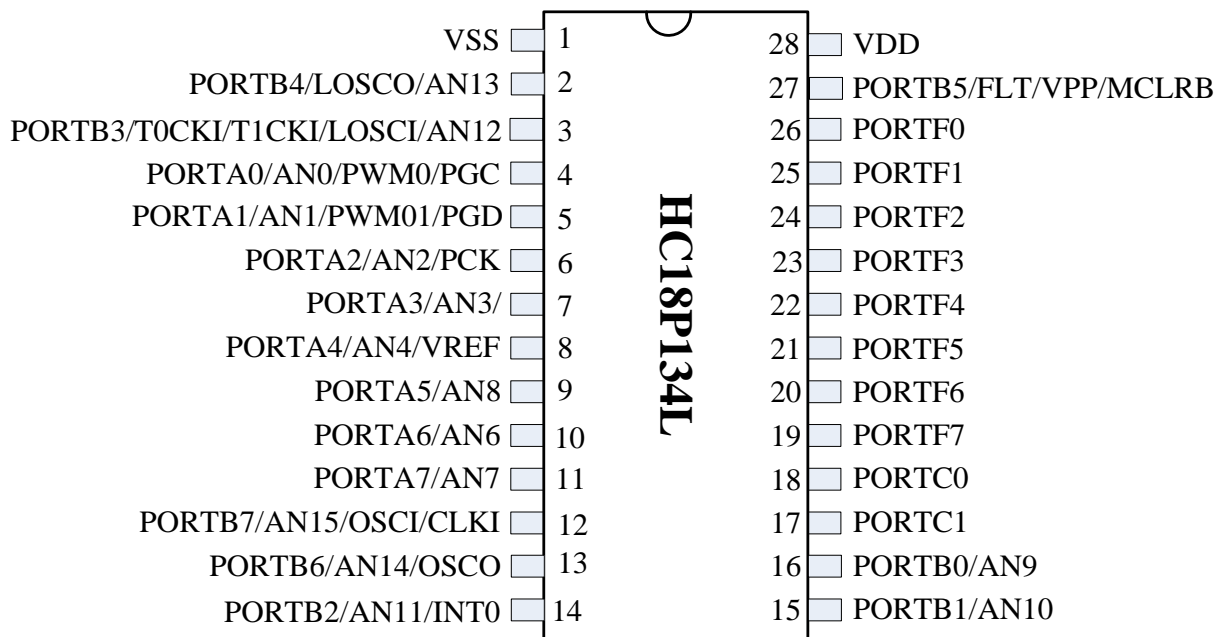 VSS 1 28 VDD
PORTB4/LOSCO/AN13 2 27 PORTB5/FLT/VPP/MCLRB
PORTB3/T0CKI/T1CKI/LOSCI/AN12 3 26 PORTF0
PORTA0/AN0/PWM0/PGC 4 25 PORTF1
PORTA1/AN1/PWM01/PGD 5 24 PORTF2
PORTA2/AN2/PCK 6 23 PORTF3
PORTA3/AN3/ 7 22 PORTF4
PORTA4/AN4/VREF 8 21 PORTF5
PORTA5/AN8 9 20 PORTF6
PORTA6/AN6 10 19 PORTF7
PORTA7/AN7 11 18 PORTC0
PORTB7/AN15/OSCI/CLKI 12 17 PORTC1
PORTB6/AN14/OSCO 13 16 PORTB0/AN9
PORTB2/AN11/INT0 14 15 PORTB1/AN10
HC18P134L